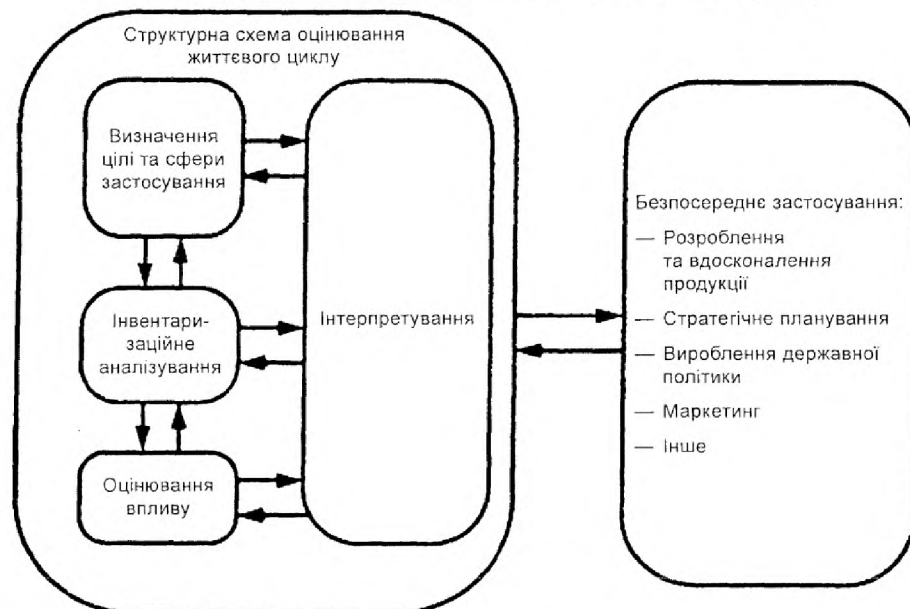 Структурна схема оцінювання
життєвого циклу
Визначення
цілі та сфери
застосування
Інвентари-
заційне
аналізування
Оцінювання
впливу
Інтерпретування
Безпосереднє застосування:
— Розроблення
та вдосконалення
продукції
— Стратегічне планування
— Вироблення державної
політики
— Маркетинг
— Інше